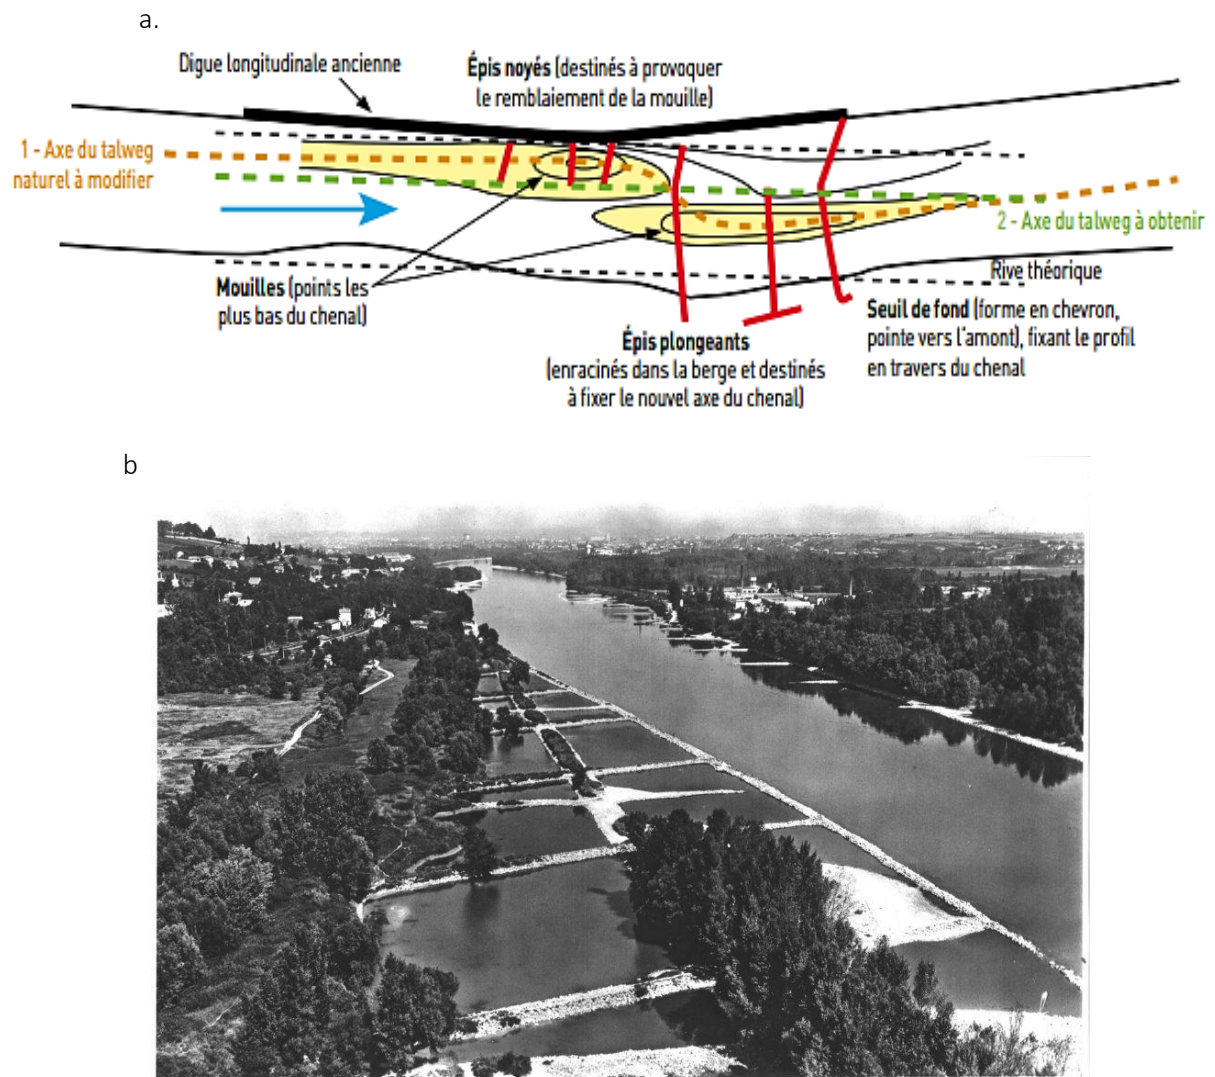 a.
Digue longitudinale ancienne
Épis noyés (destinés à provoquer
le remblaiement de la mouille)
1 - Axe du talweg
naturel à modifier
2 - Axe du talweg à obtenir
Rive théorique
Mouilles (points les
plus bas du chenal)
Épis plongeants
(enracinés dans la berge et destinés
à fixer le nouvel axe du chenal)
Seuil de fond (forme en chevron,
pointe vers l'amont), fixant le profil
en travers du chenal
b